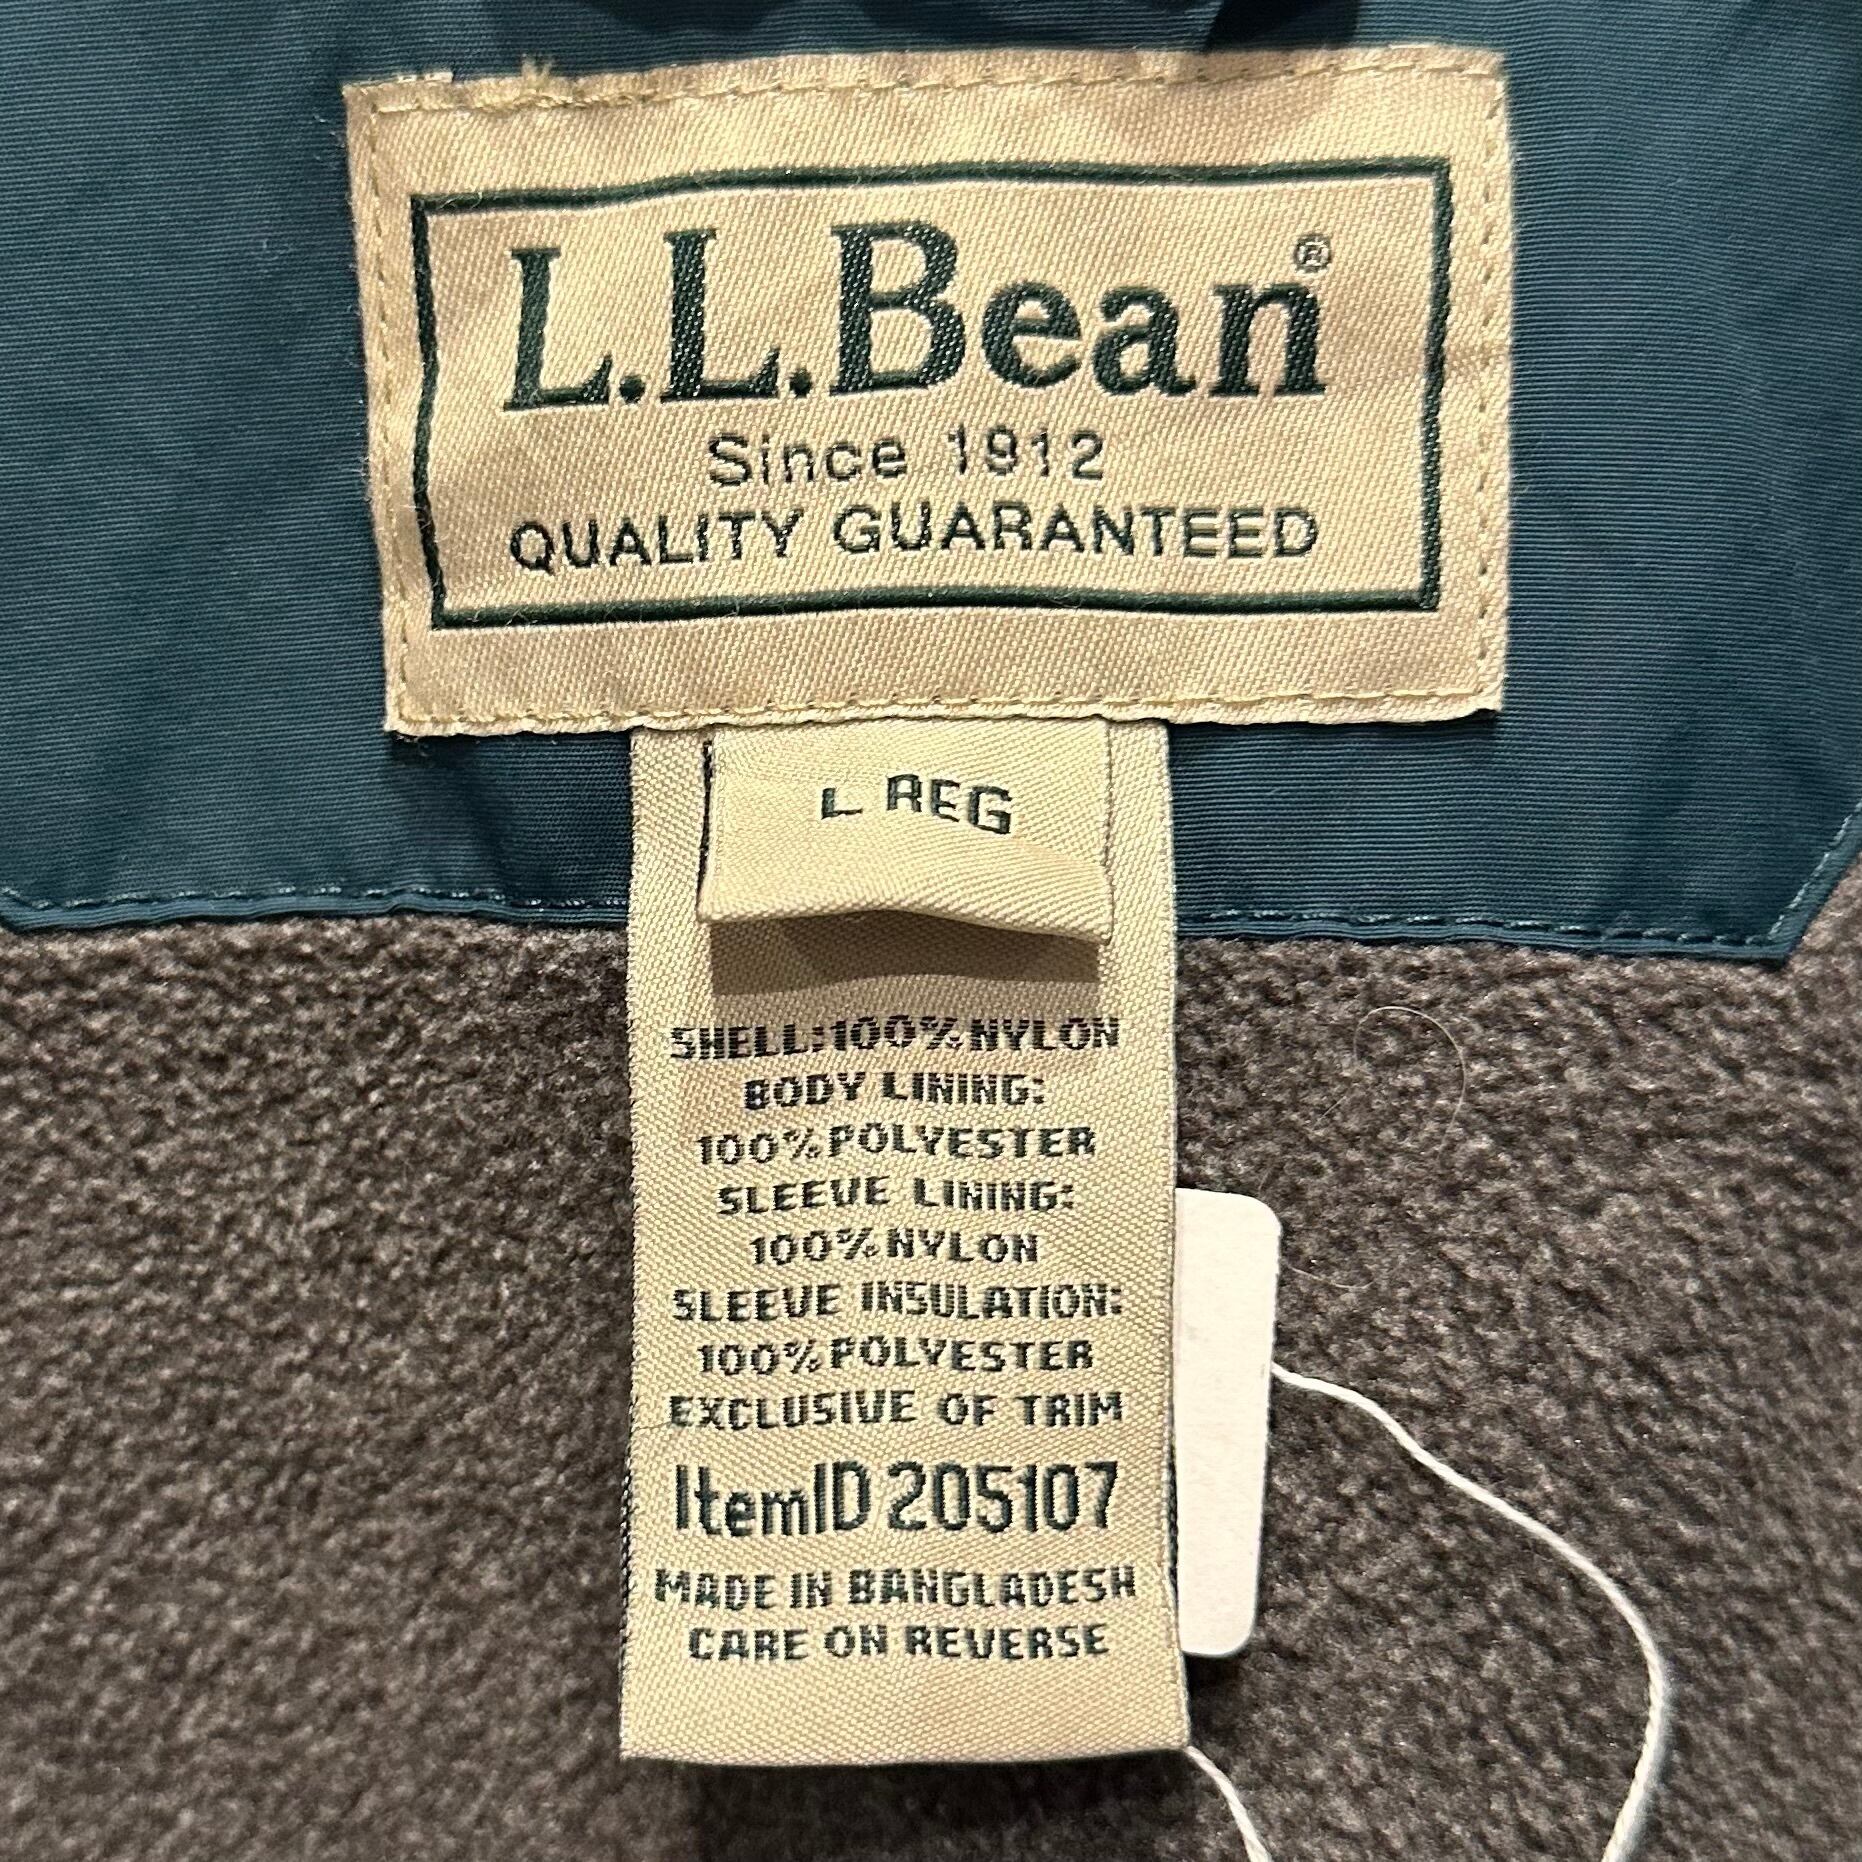 L.L.Bean®
Since 1912
QUALITY GUARANTEED
L REG
SHELL:100%NYLON
BODY LINING:
100%POLYESTER
SLEEVE LINING:
100%NYLON
SLEEVE INSULATION:
100%POLYESTER
EXCLUSIVE OF TRIM
ItemID 205107
MADE IN BANGLADESH
CARE ON REVERSE